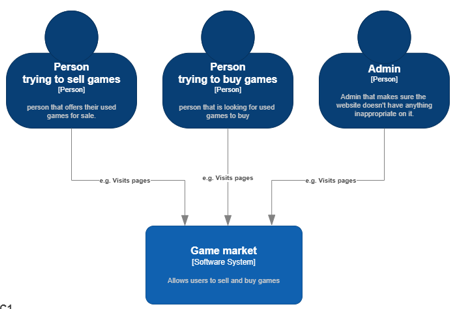 Person
trying to sell games
[Person]
person that offers their used
games for sale.
Person
trying to buy games
[Person]
person that is looking for used
games to buy
Admin
[Person]
Admin that makes sure the
website doesn't have anything
inappropriate on it.
e.g. Visits pages
e.g. Visits pages
e.g. Visits pages
Game market
[Software System]
Allows users to sell and buy games
C1